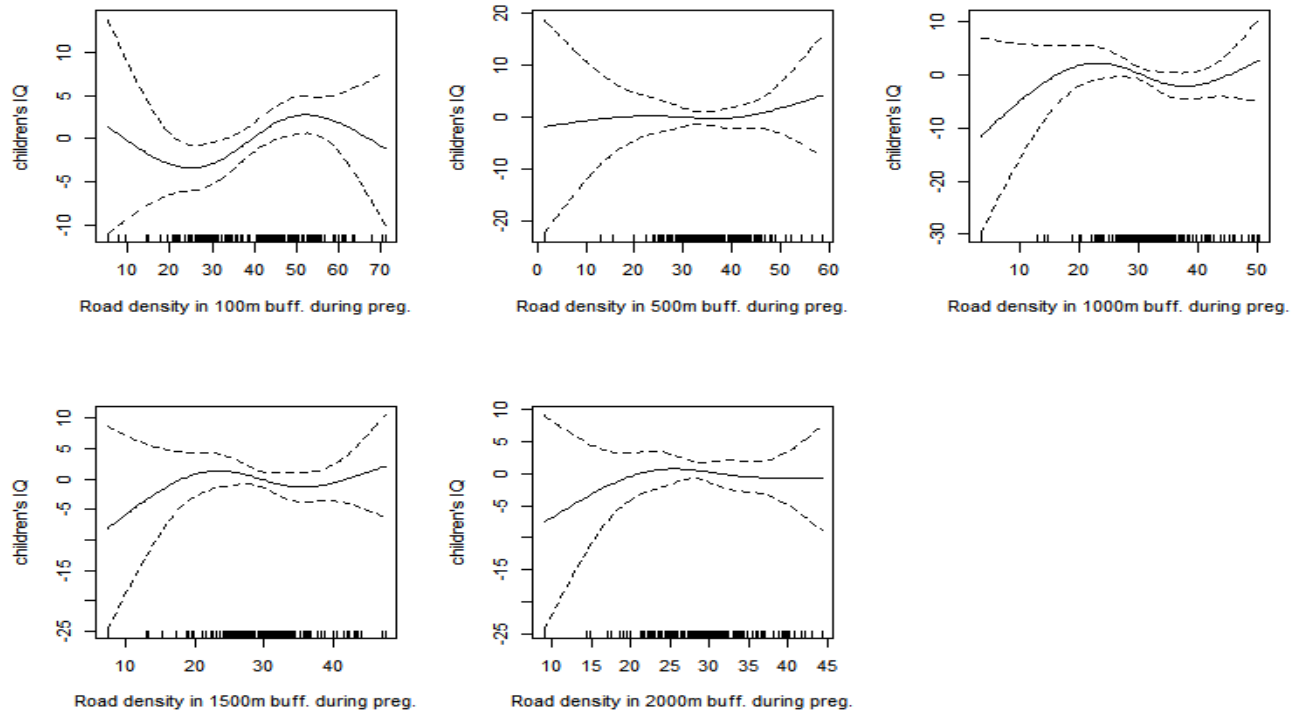 children's IQ
10
5
0
-5
-10
10 20 30 40 50 60 70
Road density in 100m buff. during preg.
children's IQ
20
10
0
-10
-20
0 10 20 30 40 50 60
Road density in 500m buff. during preg.
children's IQ
10
0
-10
-20
-30
10 20 30 40 50
Road density in 1000m buff. during preg.
children's IQ
10
5
0
-5
-15
-25
10 20 30 40
Road density in 1500m buff. during preg.
children's IQ
10
5
0
-5
-15
-25
10 15 20 25 30 35 40 45
Road density in 2000m buff. during preg.